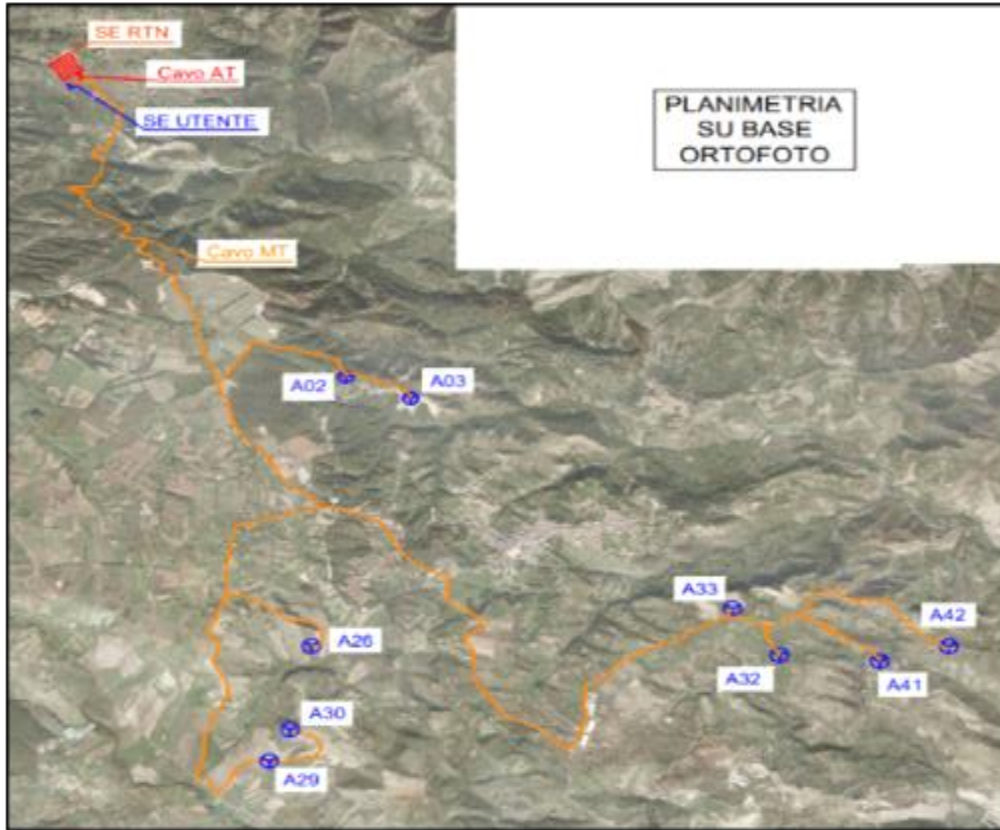 SE RTN
Cavo AT
SE UTENTE
PLANIMETRIA
SU BASE
ORTOFOTO
Cavo MT
A02
A03
A33
A42
A26
A32
A41
A30
A29